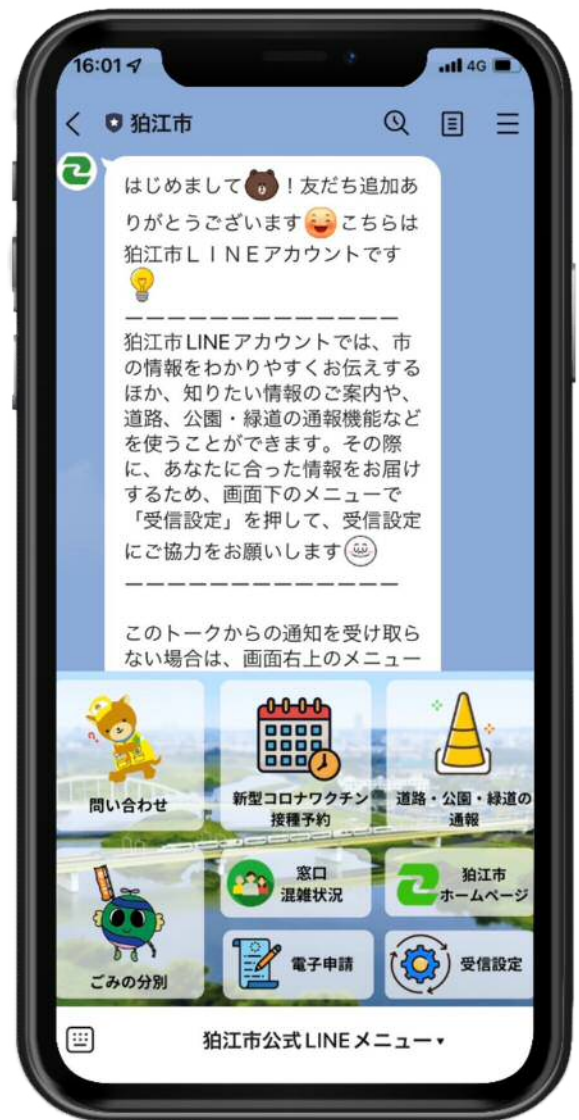 16:01
4G
狛江市
はじめまして！友だち追加あ
りがとうございます こちらは
狛江市ＬＩＮＥアカウントです
ーーーーーーーーーーーーー
狛江市LINEアカウントでは、市
の情報をわかりやすくお伝えする
ほか、知りたい情報のご案内や、
道路、公園・緑道の通報機能など
を使うことができます。その際
に、あなたに合った情報をお届け
するため、画面下のメニューで
「受信設定」を押して、受信設定
にご協力をお願いします
ーーーーーーーーーーーーー
このトークからの通知を受け取ら
ない場合は、画面右上のメニュー
問い合わせ
新型コロナワクチン
接種予約
道路・公園・緑道の
通報
ごみの分別
窓口
混雑状況
狛江市
ホームページ
電子申請
受信設定
狛江市公式LINEメニュー▾